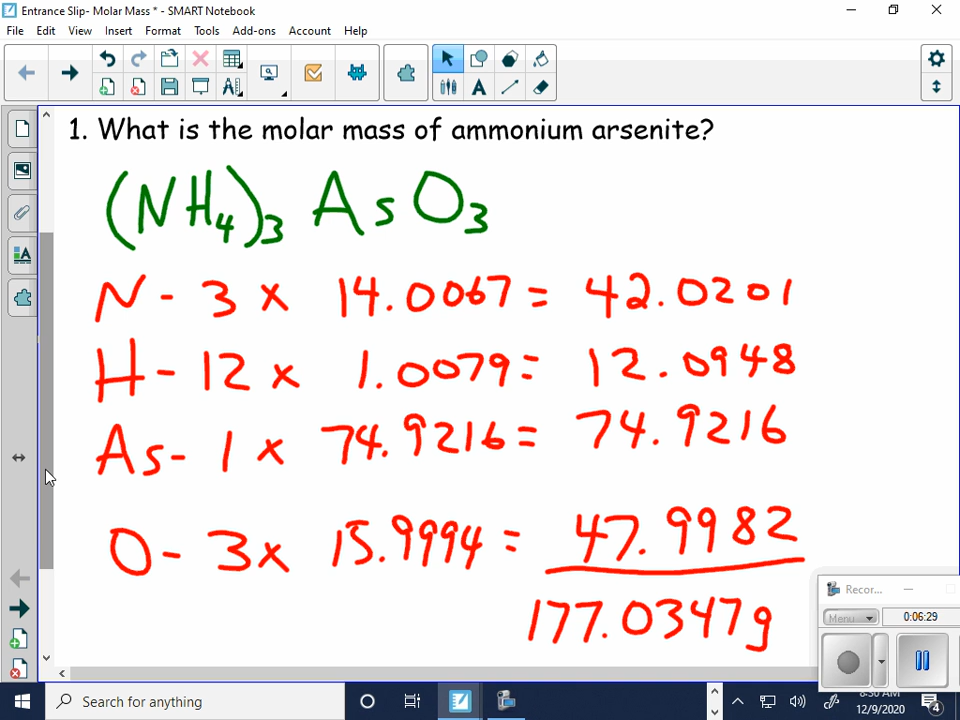 Entrance Slip- Molar Mass * - SMART Notebook
File Edit View Insert Format Tools Add-ons Account Help
1. What is the molar mass of ammonium arsenite?
(NH₄)₃ AsO₃
N - 3 x 14.0067 = 42.0201
H - 12 x 1.0079 = 12.0948
As - 1 x 74.9216 = 74.9216
O - 3 x 15.9994 = 47.9982
177.0347g
Recor...
Menu
0:06:29
Search for anything
8:30 AM
12/9/2020
4